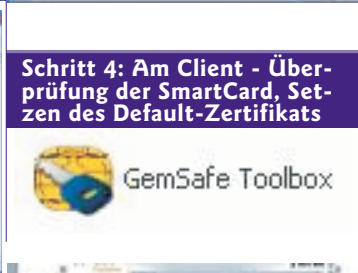 Schritt 4: Am Client - Über-
prüfung der SmartCard, Set-
zen des Default-Zertifikats
GemSafe Toolbox